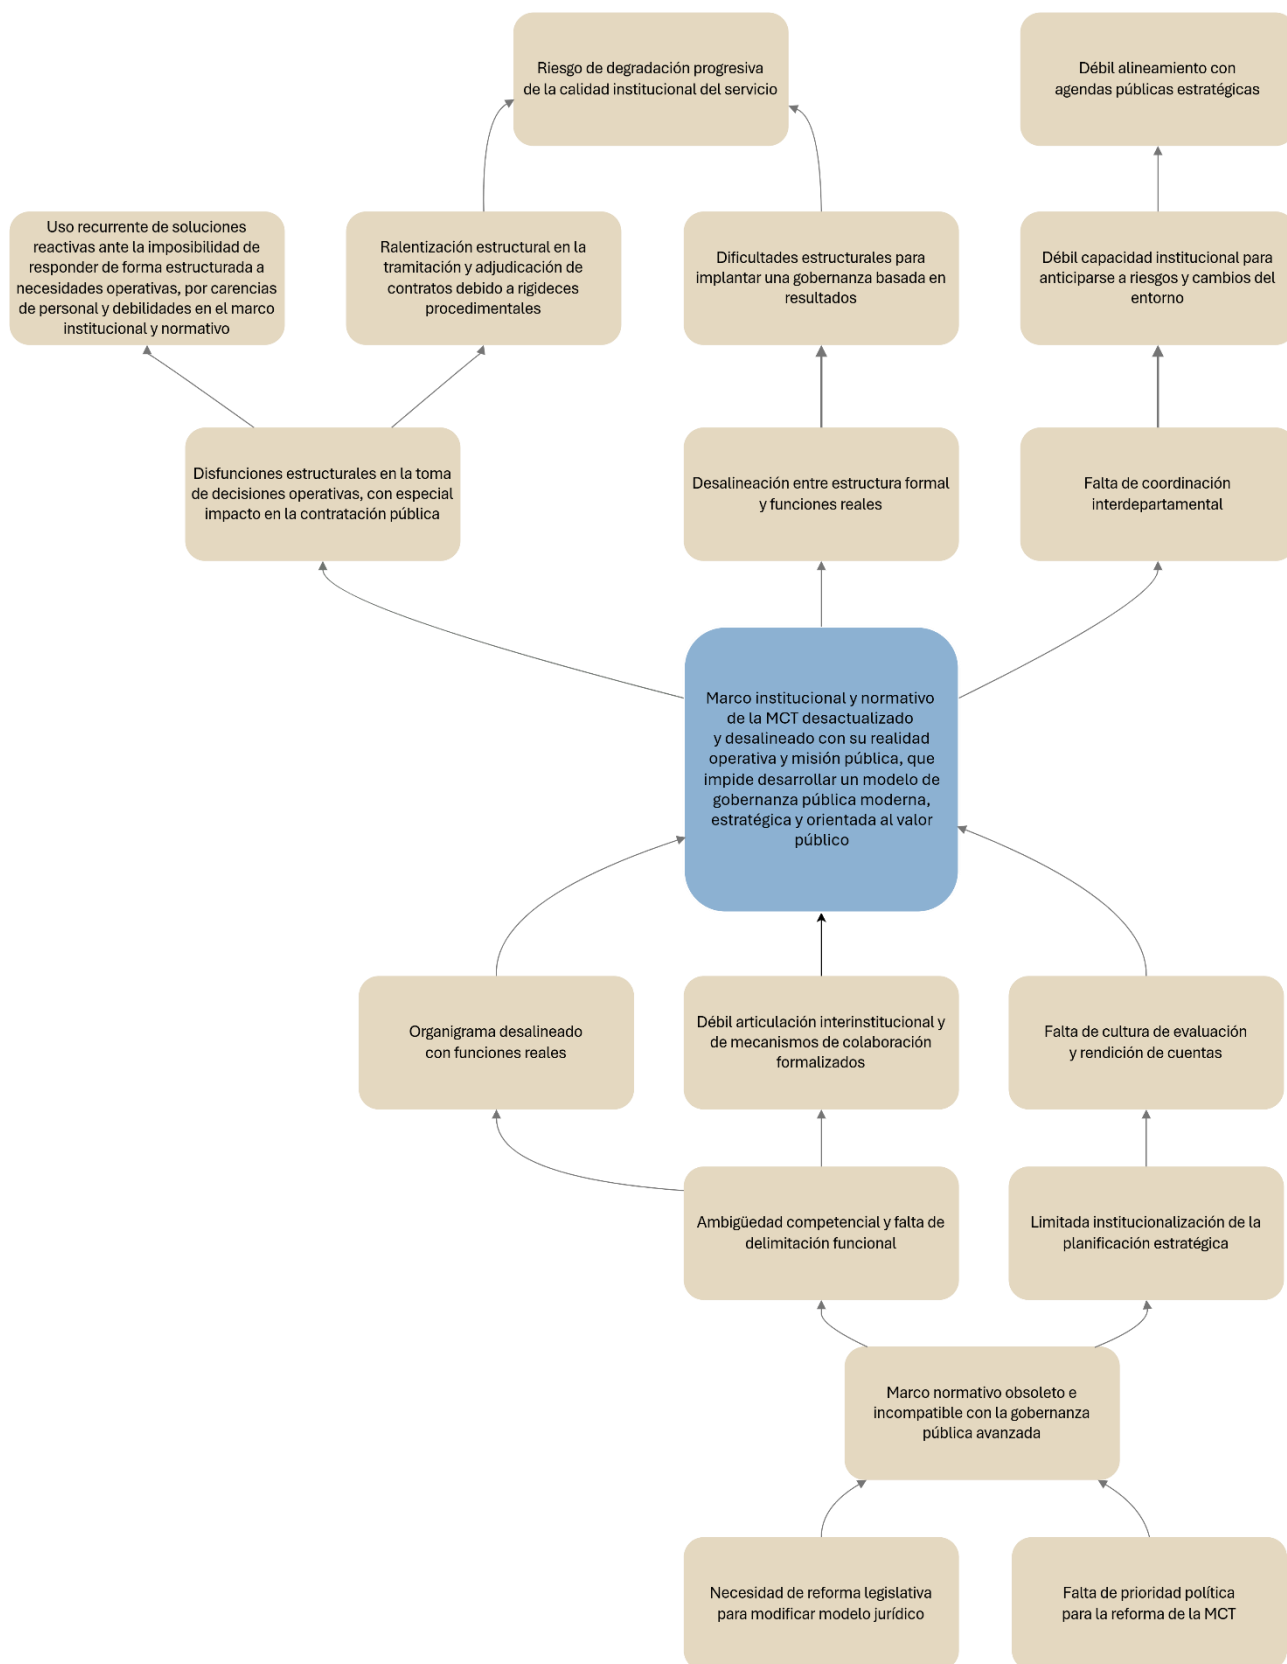 Riesgo de degradación progresiva
de la calidad institucional del servicio
Débil alineamiento con
agendas públicas estratégicas
Uso recurrente de soluciones
reactivas ante la imposibilidad de
responder de forma estructurada a
necesidades operativas, por carencias
de personal y debilidades en el marco
institucional y normativo
Ralentización estructural en la
tramitación y adjudicación de
contratos debido a rigideces
procedimentales
Dificultades estructurales para
implantar una gobernanza basada en
resultados
Débil capacidad institucional para
anticiparse a riesgos y cambios del
entorno
Disfunciones estructurales en la toma
de decisiones operativas, con especial
impacto en la contratación pública
Desalineación entre estructura formal
y funciones reales
Falta de coordinación
interdepartamental
Marco institucional y normativo
de la MCT desactualizado
y desalineado con su realidad
operativa y misión pública, que
impide desarrollar un modelo de
gobernanza pública moderna,
estratégica y orientada al valor
público
Organigrama desalineado
con funciones reales
Débil articulación interinstitucional y
de mecanismos de colaboración
formalizados
Falta de cultura de evaluación
y rendición de cuentas
Ambigüedad competencial y falta de
delimitación funcional
Limitada institucionalización de la
planificación estratégica
Marco normativo obsoleto e
incompatible con la gobernanza
pública avanzada
Necesidad de reforma legislativa
para modificar modelo jurídico
Falta de prioridad política
para la reforma de la MCT